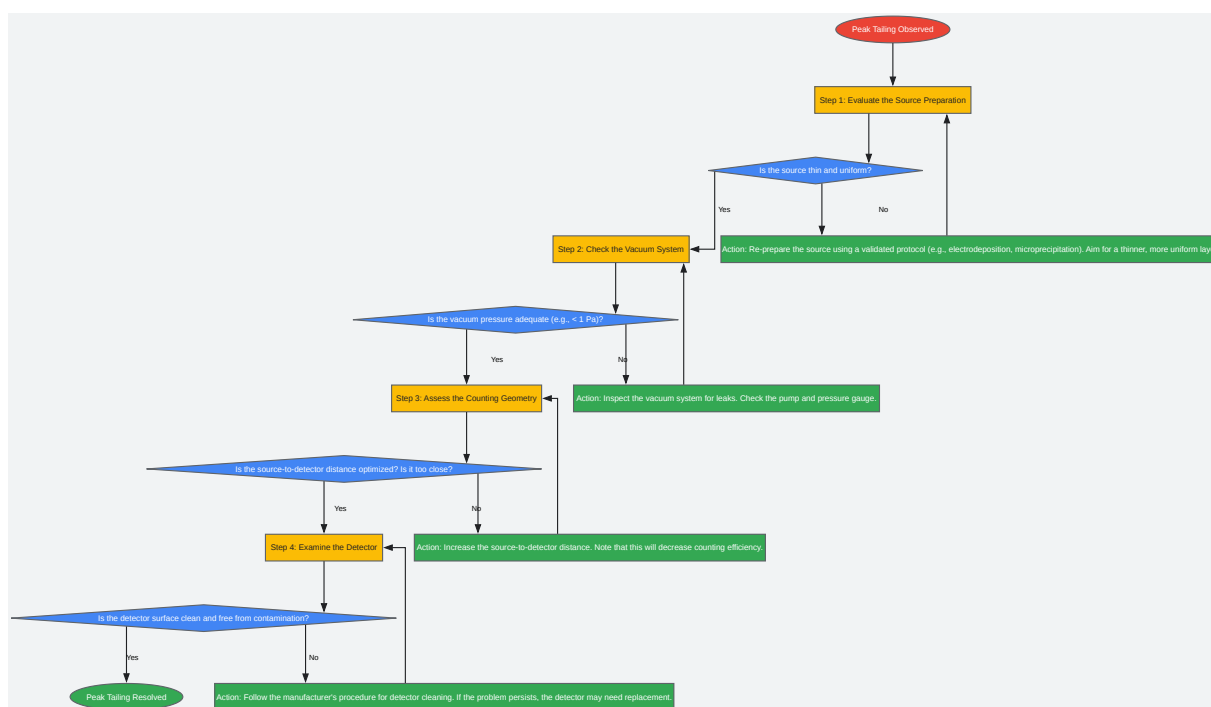 Peak Tailing Observed
Step 1: Evaluate the Source Preparation
Is the source thin and uniform?
Yes
No
Step 2: Check the Vacuum System
Action: Re-prepare the source using a validated protocol (e.g., electrodeposition, microprecipitation). Aim for a thinner, more uniform
Is the vacuum pressure adequate (e.g., < 1 Pa)?
Yes
No
Step 3: Assess the Counting Geometry
Action: Inspect the vacuum system for leaks. Check the pump and pressure gauge.
Is the source-to-detector distance optimized? Is it too close?
Yes
No
Step 4: Examine the Detector
Action: Increase the source-to-detector distance. Note that this will decrease counting efficiency.
Is the detector surface clean and free from contamination?
Yes
No
Peak Tailing Resolved
Action: Follow the manufacturer's procedure for detector cleaning. If the problem persists, the detector may need replacement.